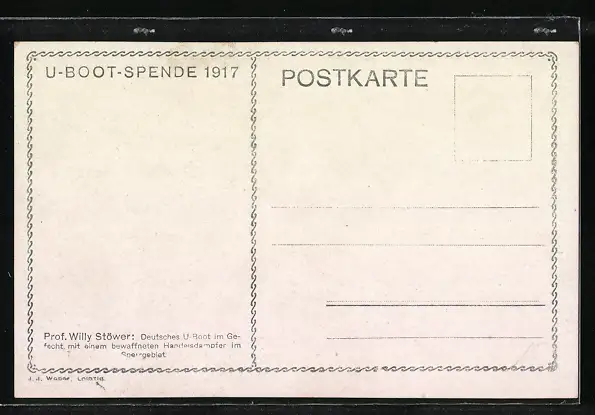 U-BOOT-SPENDE 1917
POSTKARTE
Prof. Willy Stöwer: Deutsches U-Boot im Ge-
fecht mit einem bewaffneten Handelsdampfer im
Sperrgebiet
J. J. Weber, Leipzig.